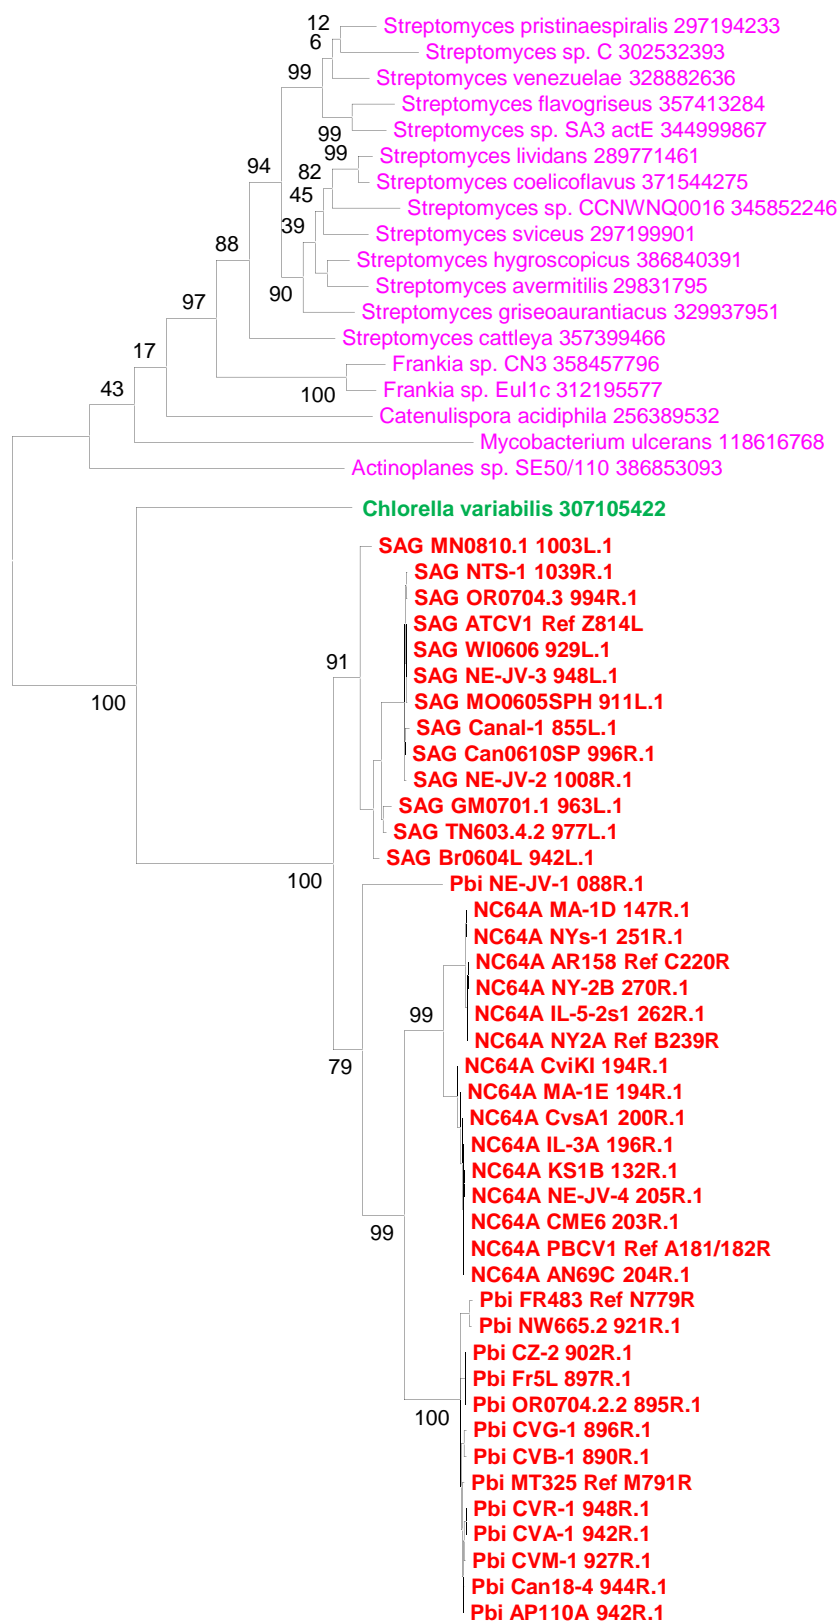 12
Streptomyces pristinaespiralis 297194233
6
Streptomyces sp. C 302532393
99
Streptomyces venezuelae 328882636
Streptomyces flavogriseus 357413284
99
Streptomyces sp. SA3 actE 344999867
99
Streptomyces lividans 289771461
94
82
Streptomyces coelicoflavus 371544275
45
Streptomyces sp. CCNWNQ0016 345852246
39
Streptomyces sviceus 297199901
88
Streptomyces hygroscopicus 386840391
Streptomyces avermitilis 29831795
90
Streptomyces griseoaurantiacus 329937951
97
Streptomyces cattleya 357399466
17
Frankia sp. CN3 358457796
43
100
Frankia sp. EuI1c 312195577
Catenulispora acidiphila 256389532
Mycobacterium ulcerans 118616768
Actinoplanes sp. SE50/110 386853093
Chlorella variabilis 307105422
SAG MN0810.1 1003L.1
SAG NTS-1 1039R.1
SAG OR0704.3 994R.1
SAG ATCV1 Ref Z814L
SAG WI0606 929L.1
91
SAG NE-JV-3 948L.1
100
SAG MO0605SPH 911L.1
SAG Canal-1 855L.1
SAG Can0610SP 996R.1
SAG NE-JV-2 1008R.1
SAG GM0701.1 963L.1
SAG TN603.4.2 977L.1
SAG Br0604L 942L.1
100
Pbi NE-JV-1 088R.1
NC64A MA-1D 147R.1
NC64A NYs-1 251R.1
NC64A AR158 Ref C220R
NC64A NY-2B 270R.1
99
NC64A IL-5-2s1 262R.1
NC64A NY2A Ref B239R
79
NC64A CviKI 194R.1
NC64A MA-1E 194R.1
NC64A CvsA1 200R.1
NC64A IL-3A 196R.1
NC64A KS1B 132R.1
NC64A NE-JV-4 205R.1
NC64A CME6 203R.1
99
NC64A PBCV1 Ref A181/182R
NC64A AN69C 204R.1
Pbi FR483 Ref N779R
Pbi NW665.2 921R.1
Pbi CZ-2 902R.1
Pbi Fr5L 897R.1
Pbi OR0704.2.2 895R.1
100
Pbi CVG-1 896R.1
Pbi CVB-1 890R.1
Pbi MT325 Ref M791R
Pbi CVR-1 948R.1
Pbi CVA-1 942R.1
Pbi CVM-1 927R.1
Pbi Can18-4 944R.1
Pbi AP110A 942R.1